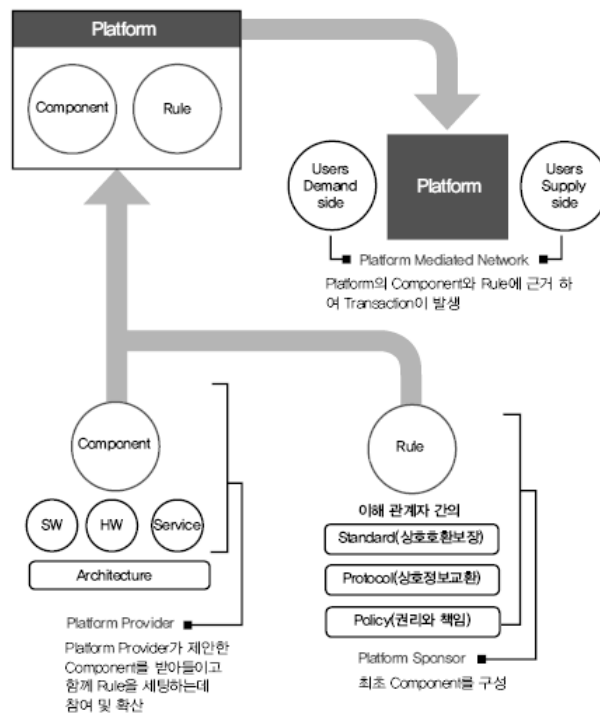 Platform
Component
Rule
Users
Demand
side
Platform
Users
Supply
side
Platform Mediated Network
Platform의 Component와 Rule에 근거 하
여 Transaction이 발생
Component
SW
HW
Service
Architecture
Platform Provider
Platform Provider가 제안한
Component를 받아들이고
함께 Rule을 세팅하는데
참여 및 확산
Rule
이해 관계자 간의
Standard(상호호환보장)
Protocol(상호정보교환)
Policy(권리와 책임)
Platform Sponsor
최초 Component를 구성